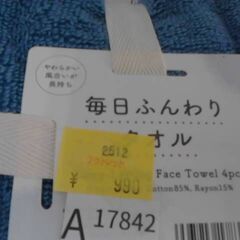 やわらかい
風合いが
長持ち
毎日ふんわり
タオル
2512
¥ 990
Face Towel 4pc
Cotton85%, Rayon15%
A 17842